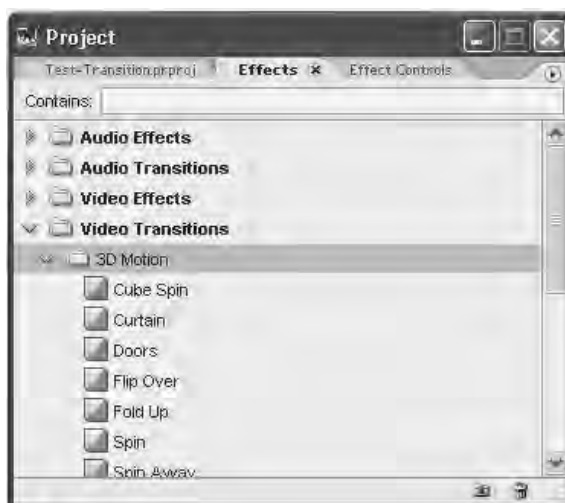 Project
Test-Transition.prproj Effects Effect Controls
Contains:
Audio Effects
Audio Transitions
Video Effects
Video Transitions
3D Motion
Cube Spin
Curtain
Doors
Flip Over
Fold Up
Spin
Spin Away